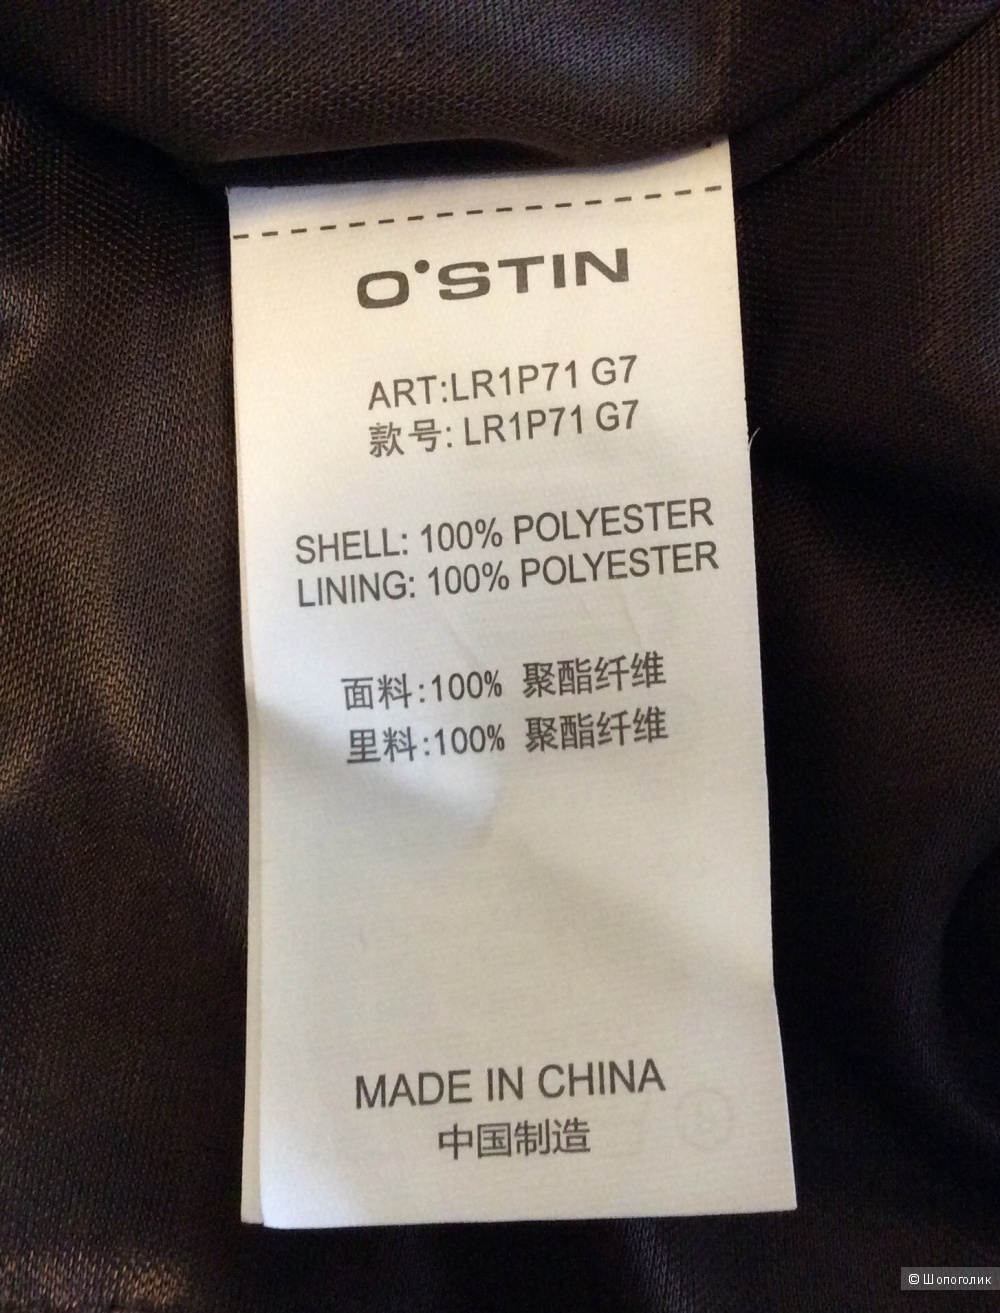 O'STIN
ART:LR1P71 G7
款号: LR1P71 G7
SHELL: 100% POLYESTER
LINING: 100% POLYESTER
面料:100% 聚酯纤维
里料:100% 聚酯纤维
MADE IN CHINA
中国制造
© Шопоголик